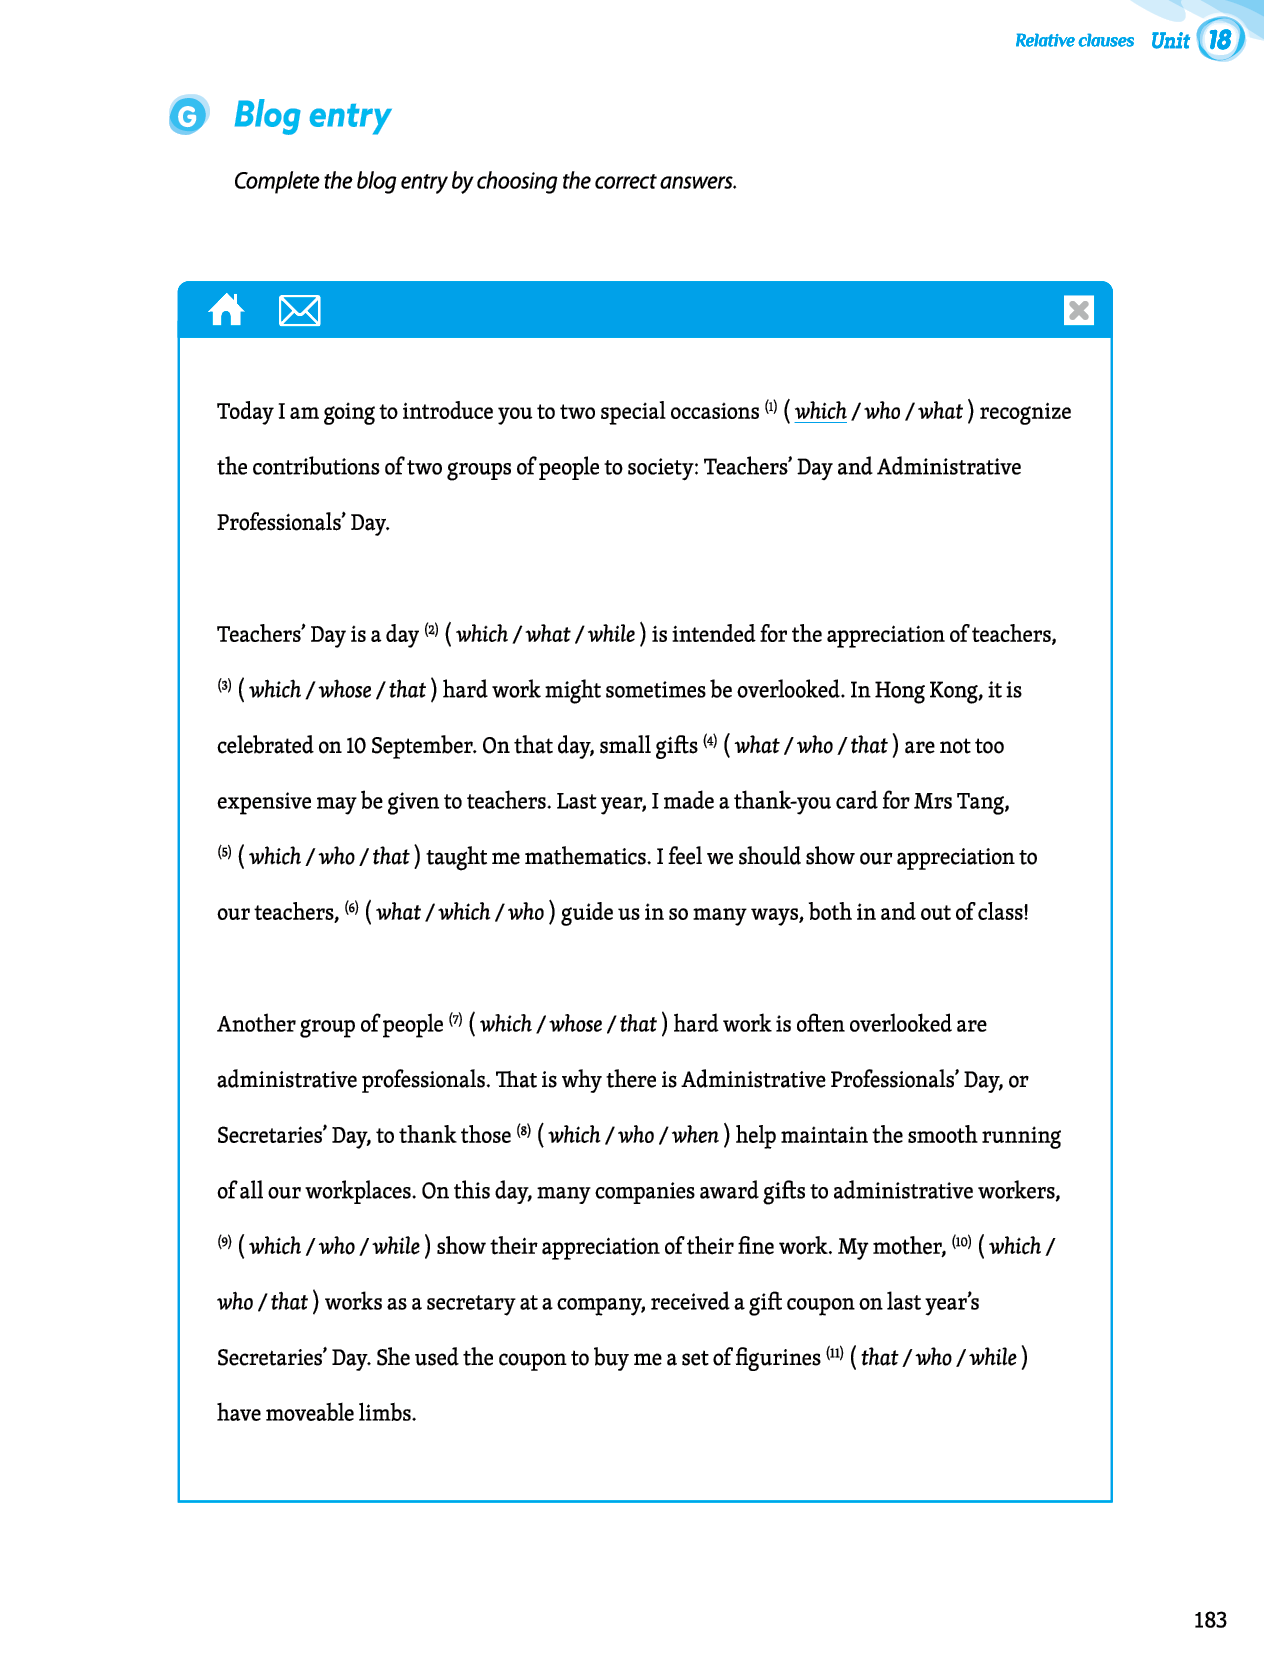 Relative clauses Unit 18
G Blog entry
Complete the blog entry by choosing the correct answers.
Today I am going to introduce you to two special occasions (1) ( which / who / what ) recognize
the contributions of two groups of people to society: Teachers’ Day and Administrative
Professionals’ Day.
Teachers’ Day is a day (2) ( which / what / while ) is intended for the appreciation of teachers,
(3) ( which / whose / that ) hard work might sometimes be overlooked. In Hong Kong, it is
celebrated on 10 September. On that day, small gifts (4) ( what / who / that ) are not too
expensive may be given to teachers. Last year, I made a thank-you card for Mrs Tang,
(5) ( which / who / that ) taught me mathematics. I feel we should show our appreciation to
our teachers, (6) ( what / which / who ) guide us in so many ways, both in and out of class!
Another group of people (7) ( which / whose / that ) hard work is often overlooked are
administrative professionals. That is why there is Administrative Professionals’ Day, or
Secretaries’ Day, to thank those (8) ( which / who / when ) help maintain the smooth running
of all our workplaces. On this day, many companies award gifts to administrative workers,
(9) ( which / who / while ) show their appreciation of their fine work. My mother, (10) ( which /
who / that ) works as a secretary at a company, received a gift coupon on last year’s
Secretaries’ Day. She used the coupon to buy me a set of figurines (11) ( that / who / while )
have moveable limbs.
183